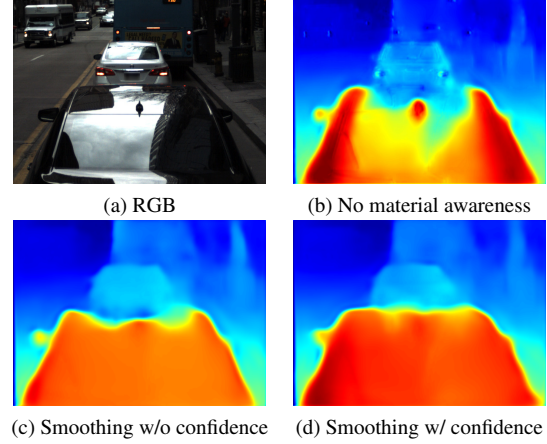 (a) RGB
(b) No material awareness
(c) Smoothing w/o confidence
(d) Smoothing w/ confidence